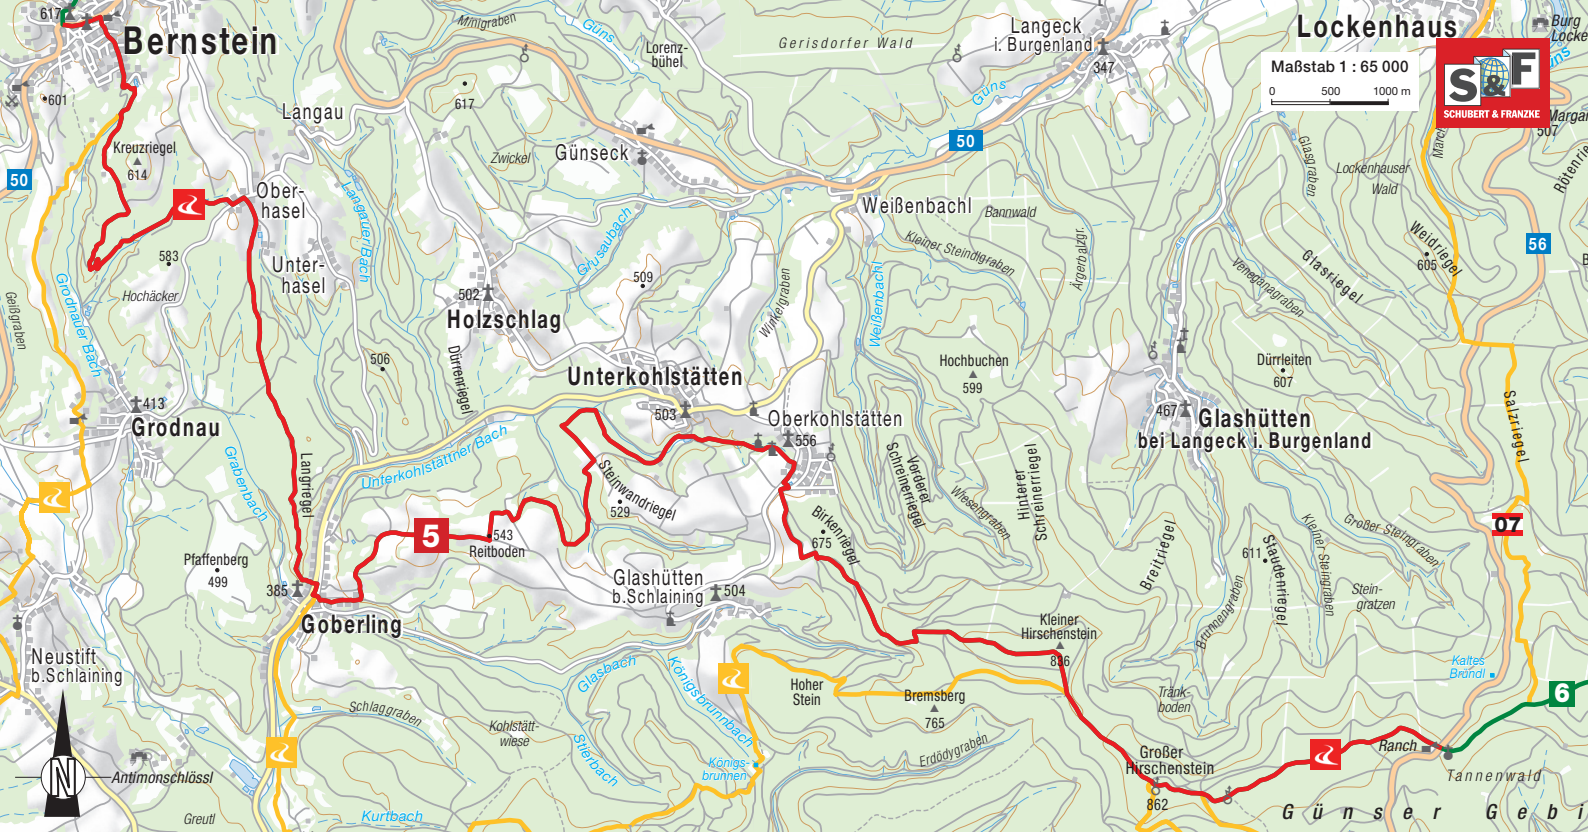 617
Bernstein
601
Minigraben
Güns
Lorenz-
bühel
Gerisdorfer Wald
Langeck
i. Burgenland
347
Lockenhaus
Burg
Locke
Maßstab 1 : 65 000
0 500 1000 m
S&F
SCHUBERT & FRANZKE
Güns
507
Langau
617
Kreuzriegel
614
50
Zwickel
Günseck
50
Glasgraben
Lockenhauser
Wald
Ober-
hasel
Langauer Bach
Grusaubach
Weißenbachl
Bannwald
Kleiner Steindlgraben
Ärgerbalzgr.
Weidriegel
605
56
583
Unter-
hasel
Hochäcker
Grodnauer Bach
Geißgraben
502
509
Holzschlag
Winkelgraben
Weißenbachl
Veneganagraben
Glasriegel
506
Dürrenriegel
Unterkohlstätten
503
Hochbuchen
599
Dürrleiten
607
413
Grodnau
Oberkohlstätten
556
467
Glashütten
bei Langeck i. Burgenland
Salzriegel
Unterkohlstättner Bach
Grabenbach
Langriegel
Steinwandriegel
529
Vorderer
Schreinerriegel
Wiesengraben
Hinterer
Schreinerriegel
Birkenriegel
675
5
543
Reitboden
07
Großer Steingraben
Kleiner Steingraben
Breitriegel
611
Staudenriegel
Brunnengraben
Stein-
gratzen
Pfaffenberg
499
385
Goberling
Glashütten
b.Schlaining
504
Kleiner
Hirschenstein
836
Neustift
b.Schlaining
Glasbach
Königsbrunnbach
Hoher
Stein
Bremsberg
765
Tränk-
boden
Kaltes
Bründl
6
Schlaggraben
Kohlstätt-
wiese
Stierbach
Königs-
brunnen
Erdödygraben
Großer
Hirschenstein
862
Ranch
Tannenwald
N
Antimonschlössl
Greutl
Kurtbach
Günser Gebi